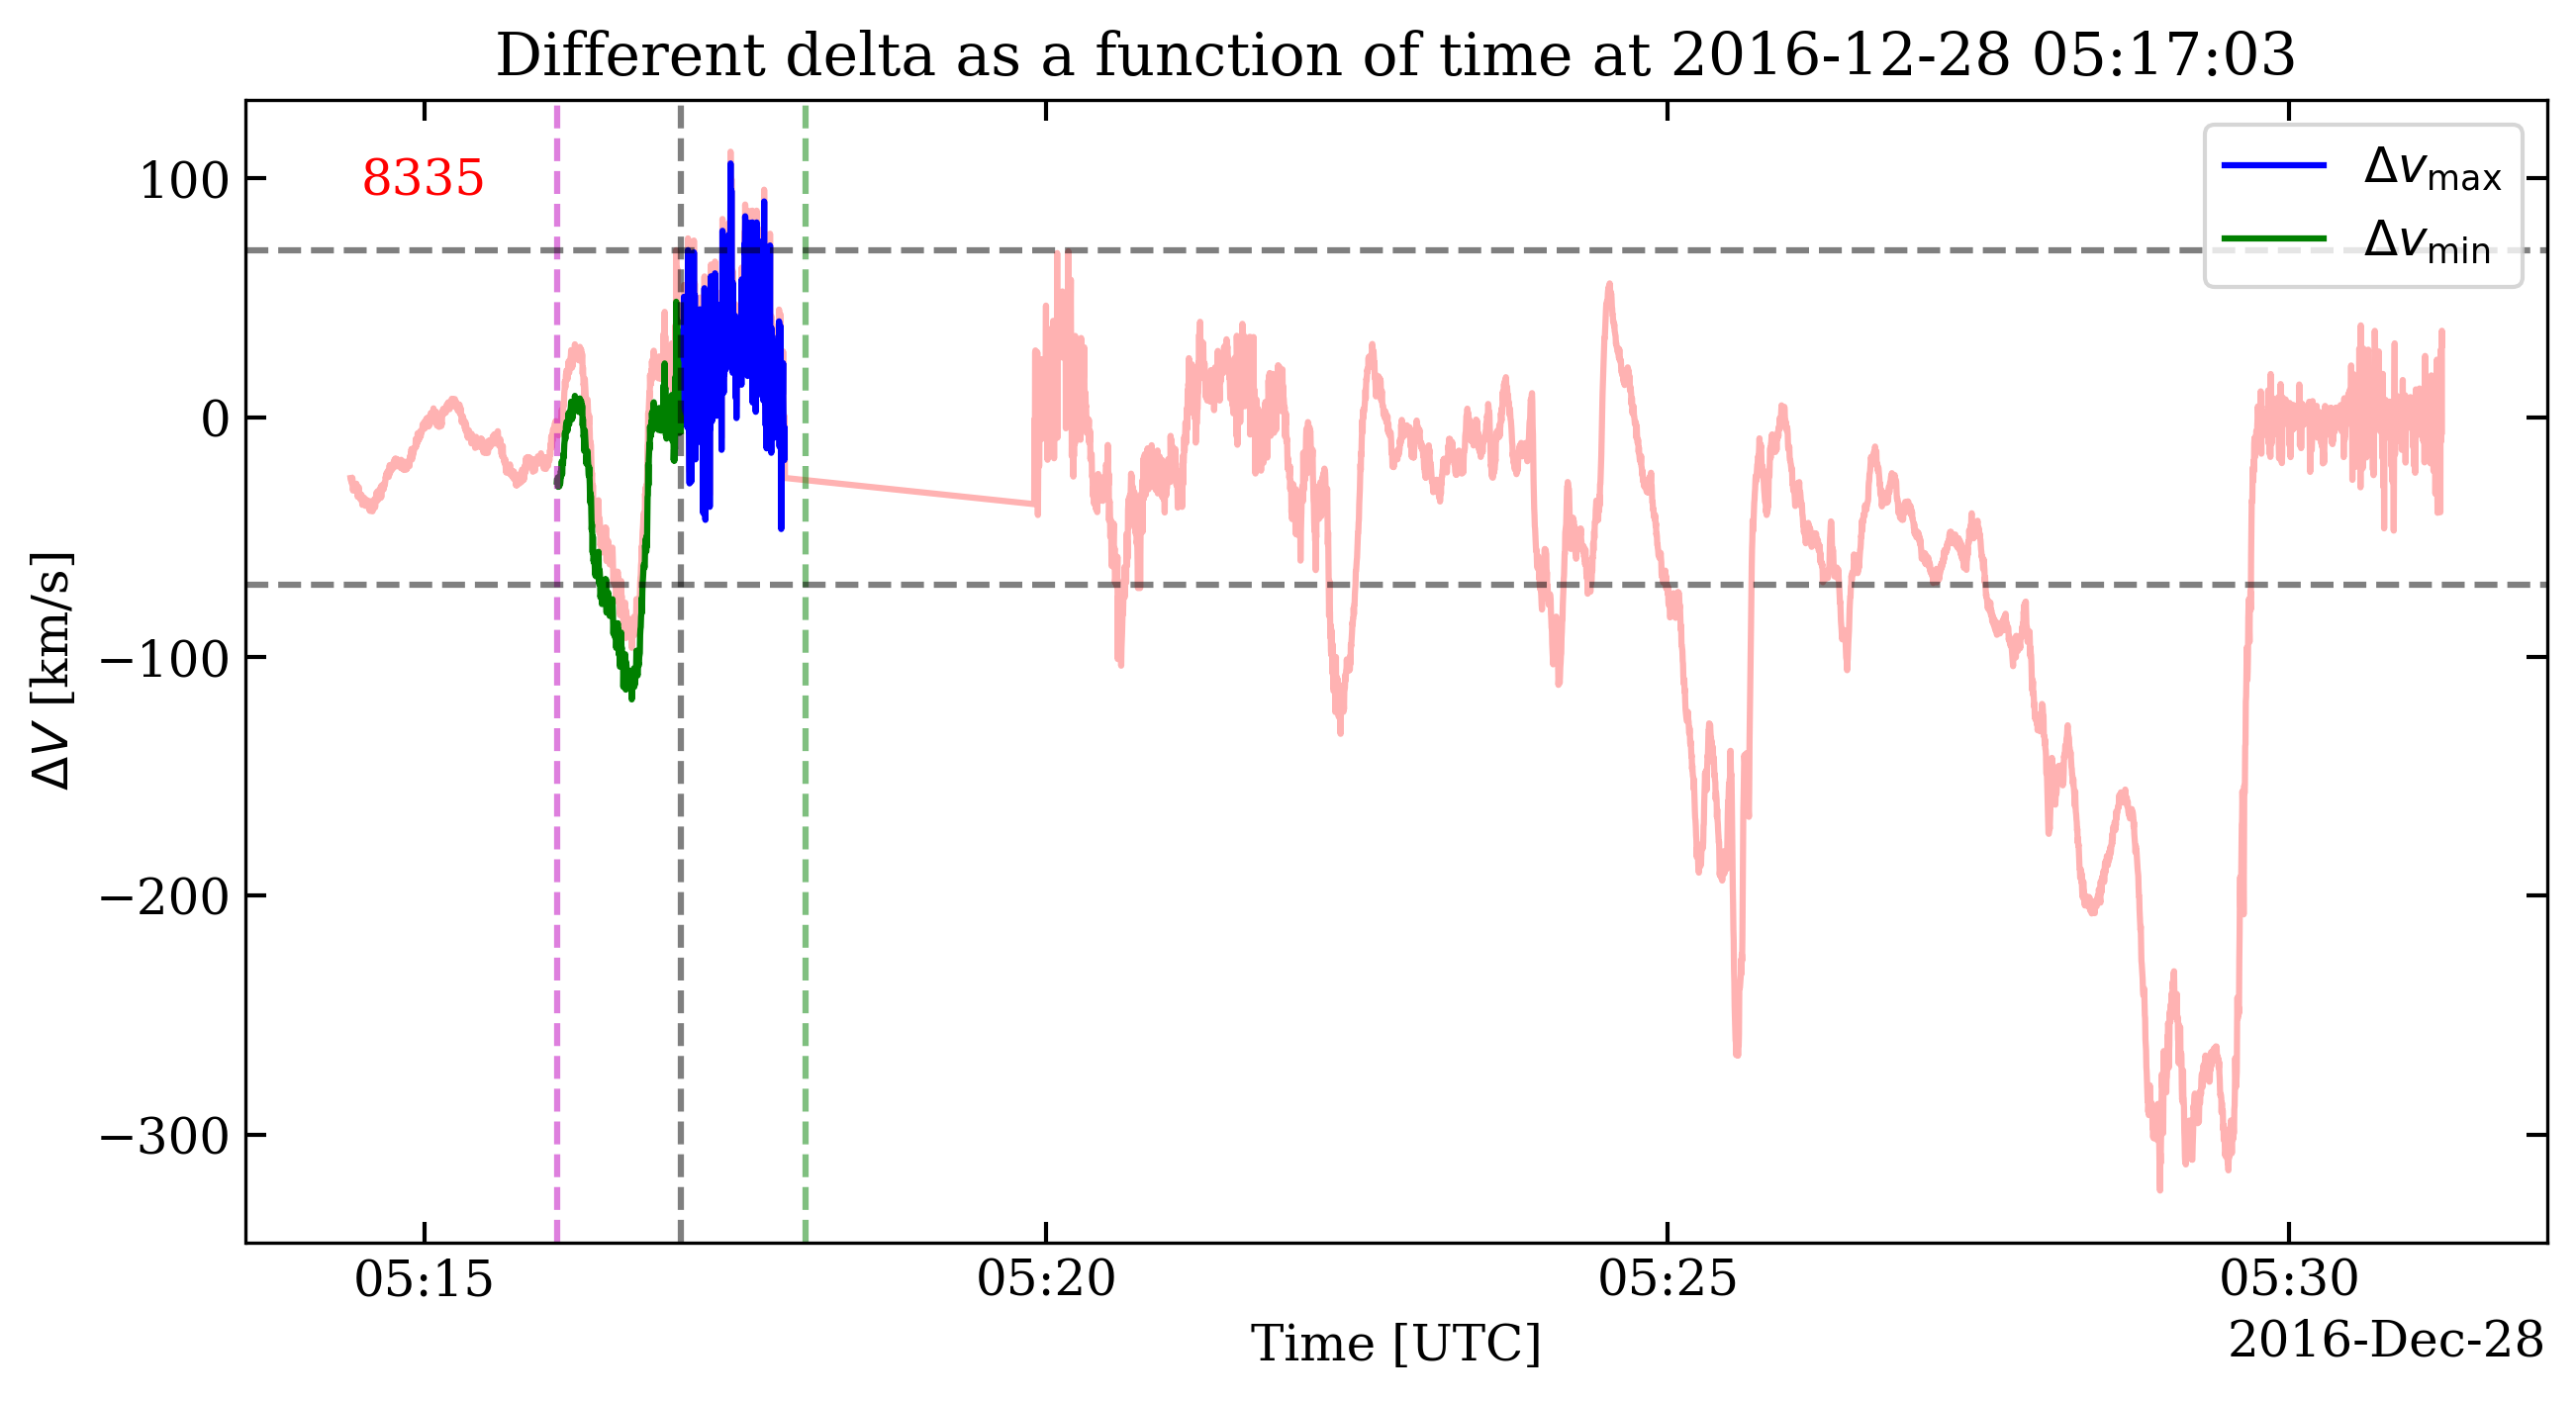 Different delta as a function of time at 2016-12-28 05:17:03
8335
Δv_max
Δv_min
100
0
−100
−200
−300
ΔV [km/s]
05:15 05:20 05:25 05:30
Time [UTC]
2016-Dec-28